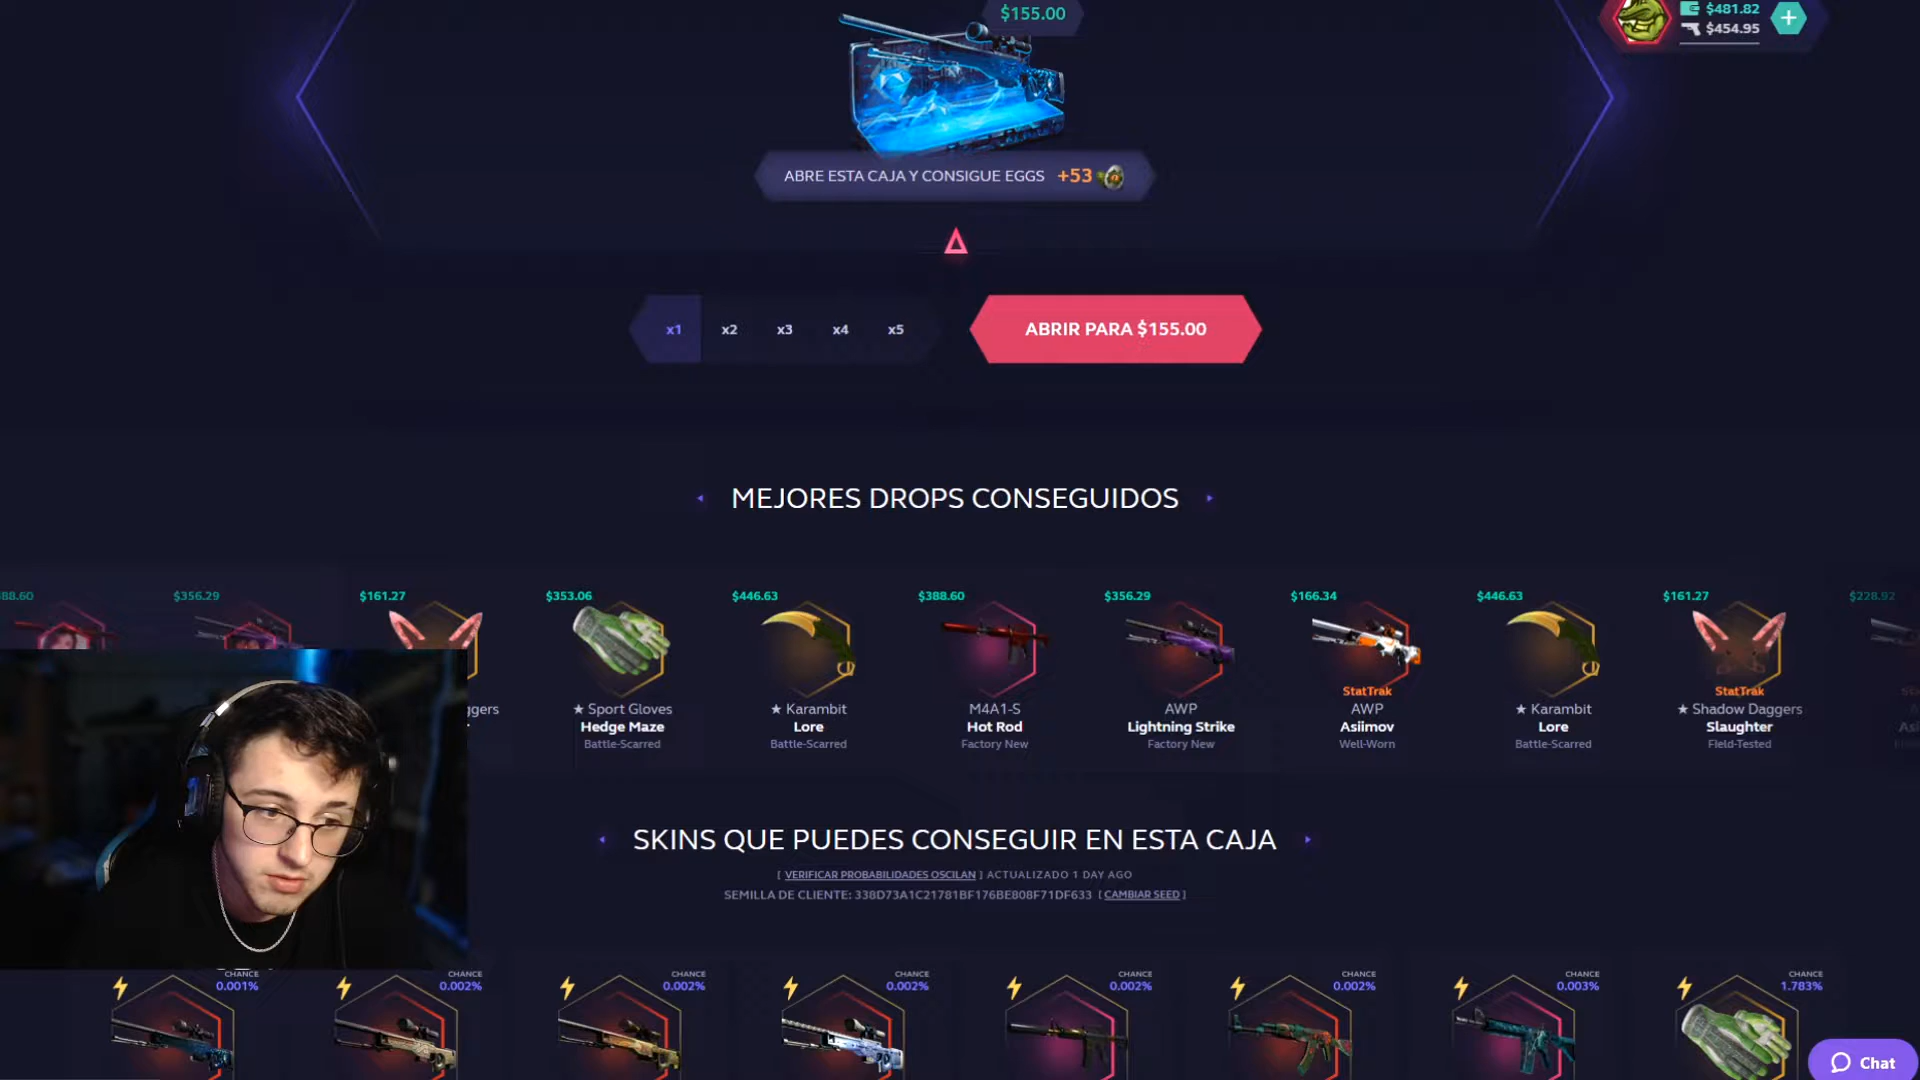 $155.00
$481.82
$454.95
ABRE ESTA CAJA Y CONSIGUE EGGS +53
x1 x2 x3 x4 x5
ABRIR PARA $155.00
MEJORES DROPS CONSEGUIDOS
88.60 $356.29 $161.27 $353.06 $446.63 $388.60 $356.29 $166.34 $446.63 $161.27 $228.92
StatTrak StatTrak
ggers ★ Sport Gloves ★ Karambit M4A1-S AWP AWP ★ Karambit ★ Shadow Daggers
Hedge Maze Lore Hot Rod Lightning Strike Asiimov Lore Slaughter Asi
Battle-Scarred Battle-Scarred Factory New Factory New Well-Worn Battle-Scarred Field-Tested
SKINS QUE PUEDES CONSEGUIR EN ESTA CAJA
[ VERIFICAR PROBABILIDADES OSCILAN ] ACTUALIZADO 1 DAY AGO
SEMILLA DE CLIENTE: 338D73A1C21781BF176BE808F71DF633 [ CAMBIAR SEED ]
CHANCE CHANCE CHANCE CHANCE CHANCE CHANCE CHANCE CHANCE
0.001% 0.002% 0.002% 0.002% 0.002% 0.002% 0.003% 1.783%
Chat